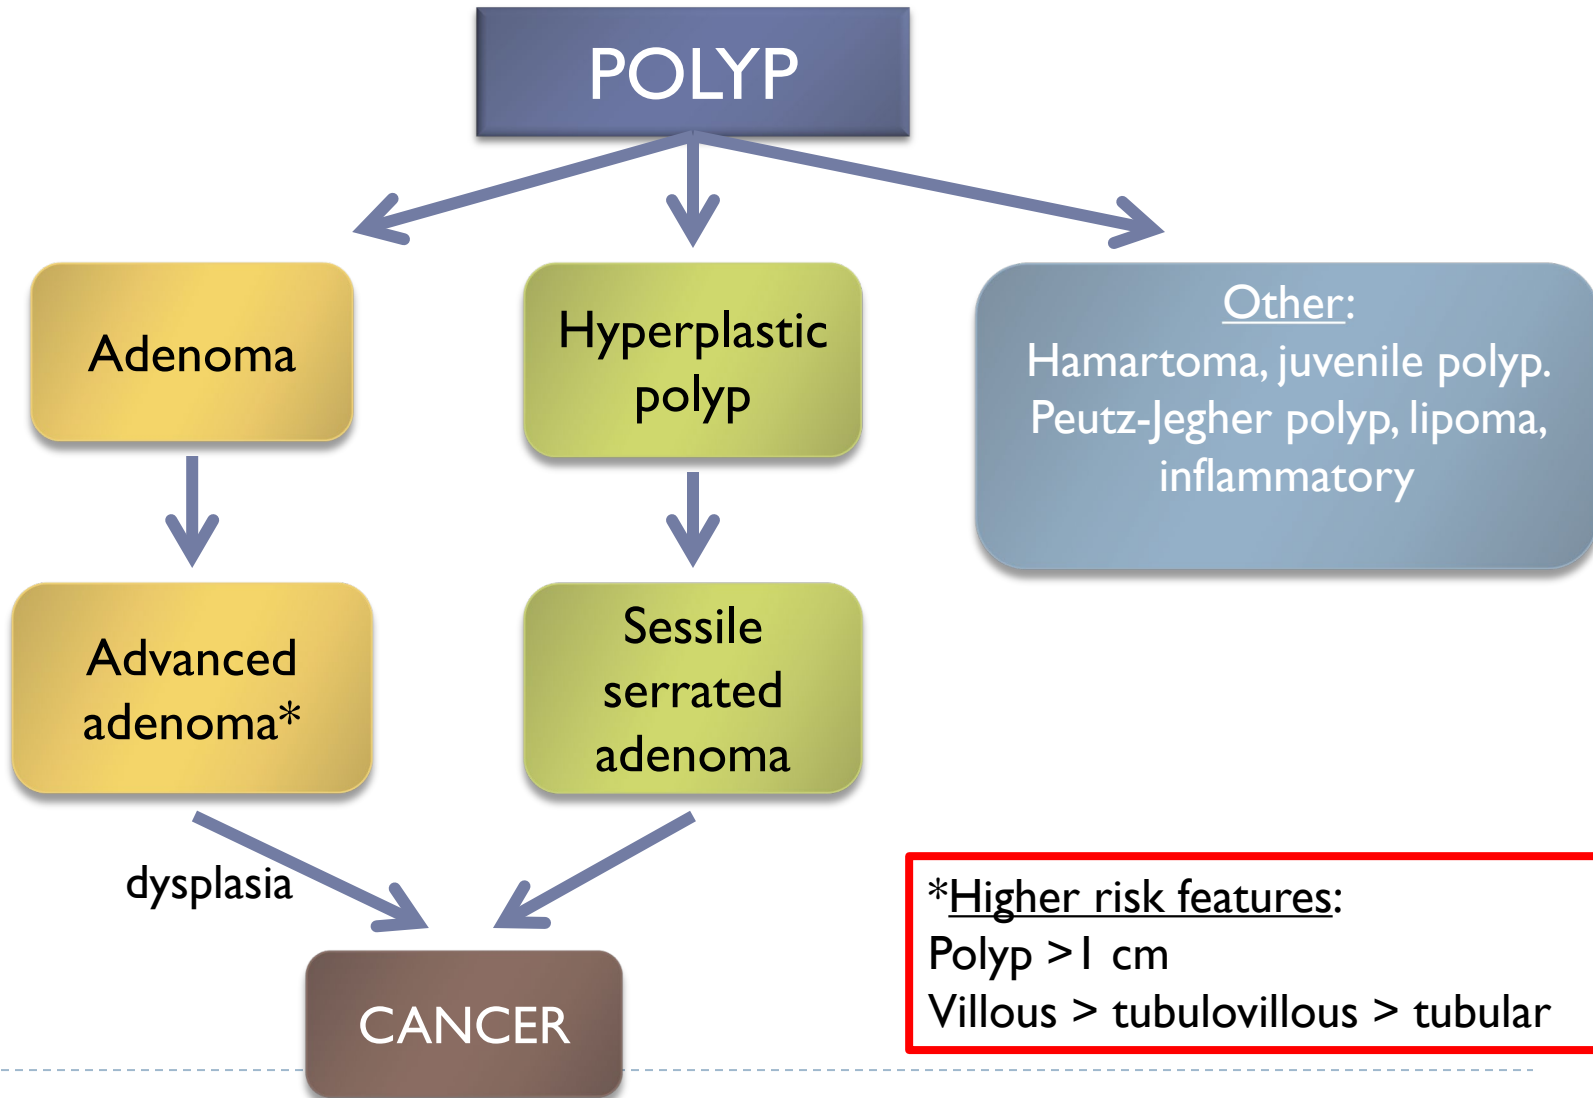 POLYP
Adenoma
Hyperplastic
polyp
Other:
Hamartoma, juvenile polyp.
Peutz-Jegher polyp, lipoma,
inflammatory
Advanced
adenoma*
Sessile
serrated
adenoma
dysplasia
CANCER
*Higher risk features:
Polyp >1 cm
Villous > tubulovillous > tubular